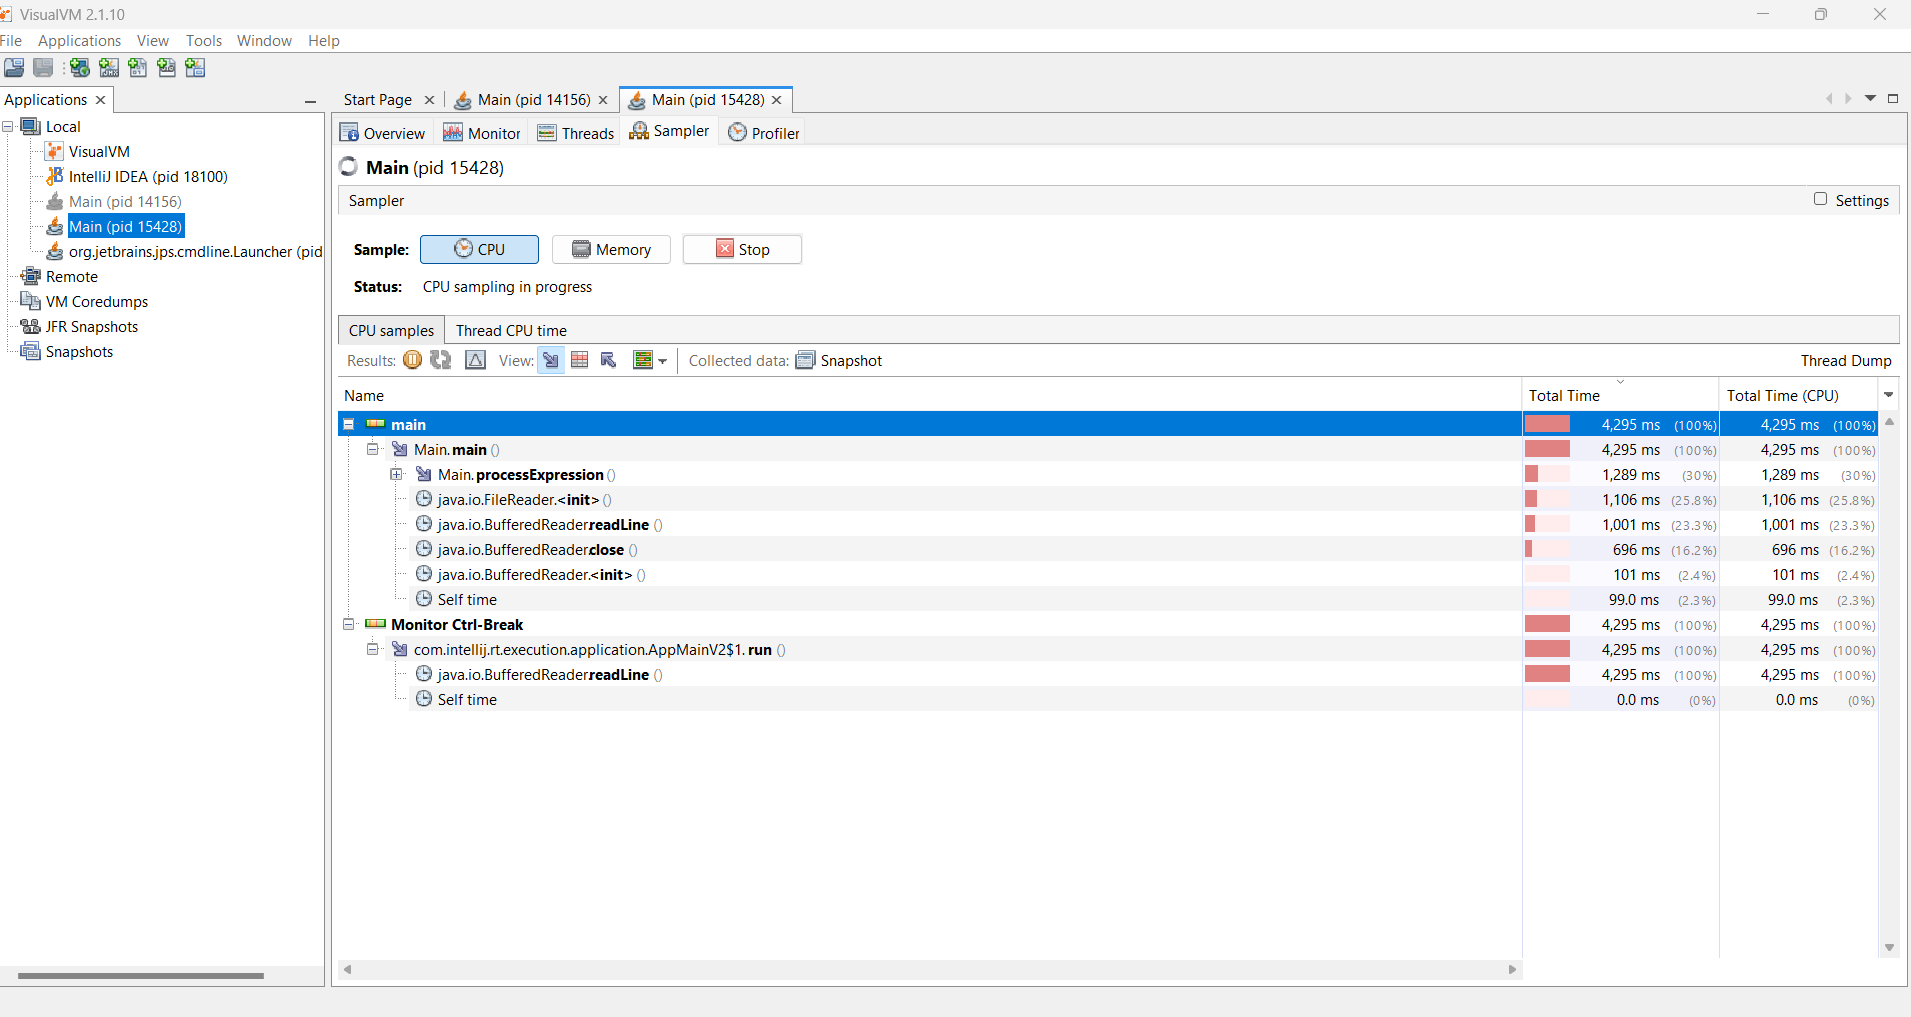 VisualVM 2.1.10
File Applications View Tools Window Help
Applications
Start Page Main (pid 14156) Main (pid 15428)
Local
VisualVM
IntelliJ IDEA (pid 18100)
Main (pid 14156)
Main (pid 15428)
org.jetbrains.jps.cmdline.Launcher (pid
Remote
VM Coredumps
JFR Snapshots
Snapshots
Overview Monitor Threads Sampler Profiler
Main (pid 15428)
Sampler Settings
Sample: CPU Memory Stop
Status: CPU sampling in progress
CPU samples Thread CPU time
Results: View: Collected data: Snapshot Thread Dump
Name Total Time Total Time (CPU)
main 4,295 ms (100%) 4,295 ms (100%)
Main.main () 4,295 ms (100%) 4,295 ms (100%)
Main.processExpression () 1,289 ms (30%) 1,289 ms (30%)
java.io.FileReader.<init> () 1,106 ms (25.8%) 1,106 ms (25.8%)
java.io.BufferedReader.readLine () 1,001 ms (23.3%) 1,001 ms (23.3%)
java.io.BufferedReader.close () 696 ms (16.2%) 696 ms (16.2%)
java.io.BufferedReader.<init> () 101 ms (2.4%) 101 ms (2.4%)
Self time 99.0 ms (2.3%) 99.0 ms (2.3%)
Monitor Ctrl-Break 4,295 ms (100%) 4,295 ms (100%)
com.intellij.rt.execution.application.AppMainV2$1.run () 4,295 ms (100%) 4,295 ms (100%)
java.io.BufferedReader.readLine () 4,295 ms (100%) 4,295 ms (100%)
Self time 0.0 ms (0%) 0.0 ms (0%)